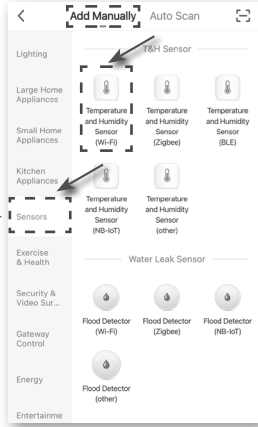 Add Manually Auto Scan
Lighting
Large Home
Appliances
Small Home
Appliances
Kitchen
Appliances
Sensors
Exercise
& Health
Security &
Video Sur...
Gateway
Control
Energy
Entertainme
T&H Sensor
Temperature
and Humidity
Sensor
(Wi-Fi)
Temperature
and Humidity
Sensor
(Zigbee)
Temperature
and Humidity
Sensor
(BLE)
Temperature
and Humidity
Sensor
(NB-IoT)
Temperature
and Humidity
Sensor
(other)
Water Leak Sensor
Flood Detector
(Wi-Fi)
Flood Detector
(Zigbee)
Flood Detector
(NB-IoT)
Flood Detector
(other)